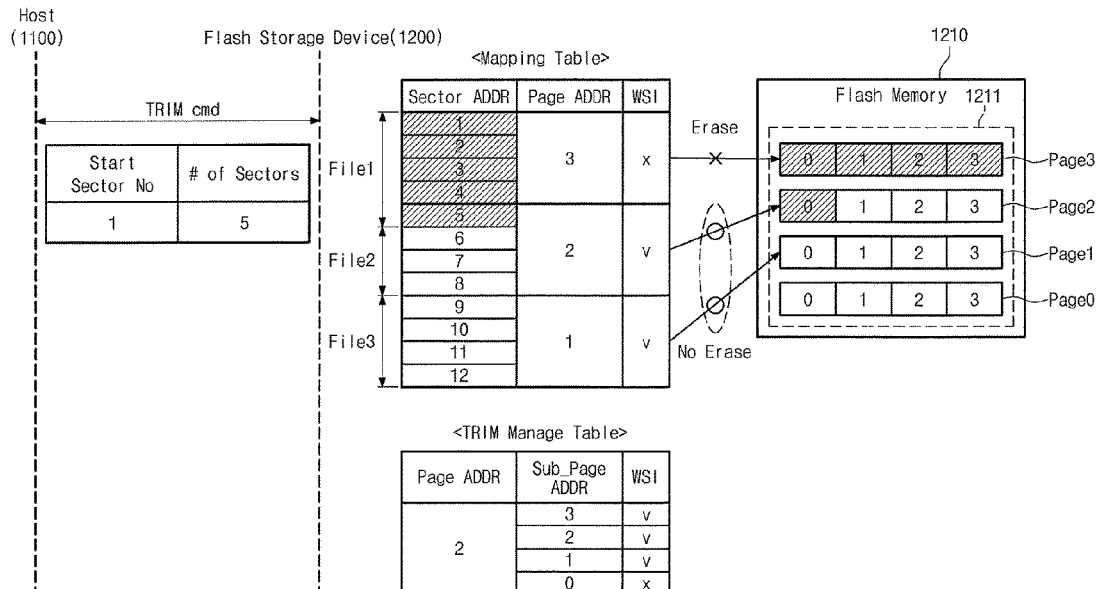 Host
(1100)
Flash Storage Device(1200)
TRIM cmd
Start
Sector No
# of Sectors
1
5
<Mapping Table>
Sector ADDR
Page ADDR
WSI
File1
File2
File3
1
2
3
4
5
6
7
8
9
10
11
12
3
x
2
v
1
v
Erase
No Erase
1210
Flash Memory
1211
0 1 2 3
Page3
0 1 2 3
Page2
0 1 2 3
Page1
0 1 2 3
Page0
<TRIM Manage Table>
Page ADDR
Sub_Page
ADDR
WSI
2
3 v
2 v
1 v
0 x